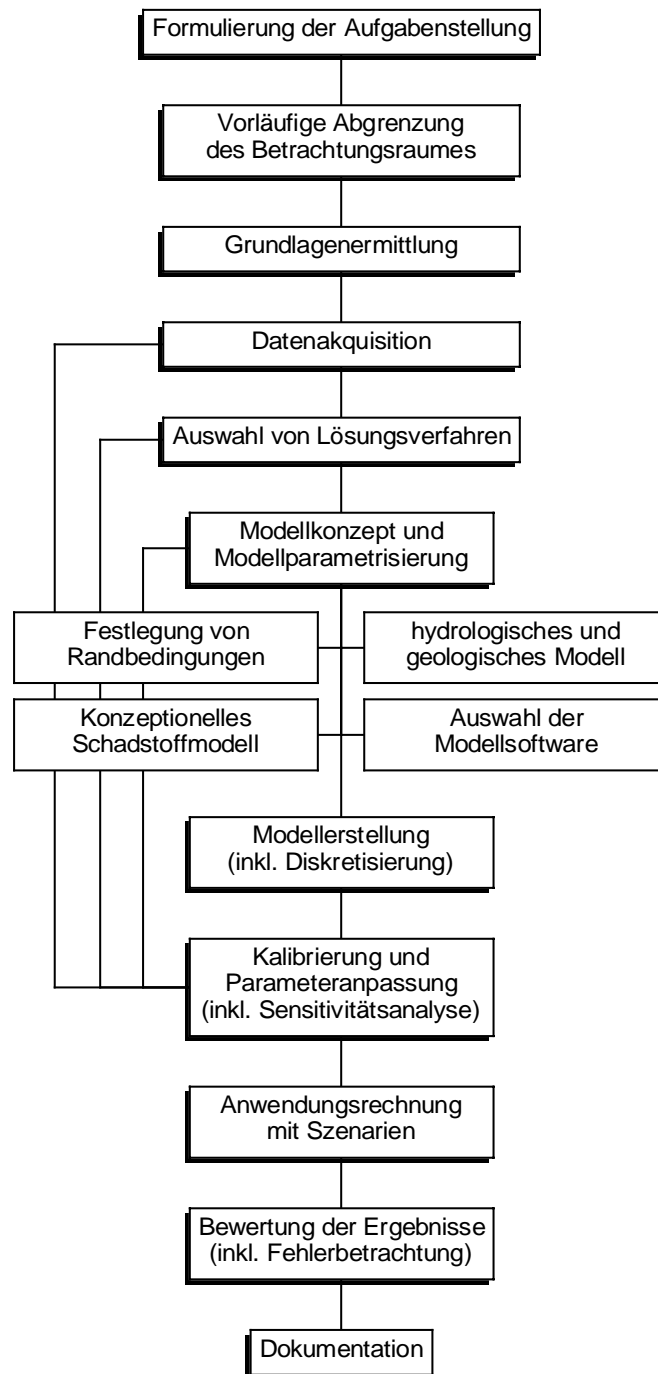 Formulierung der Aufgabenstellung
Vorläufige Abgrenzung
des Betrachtungsraumes
Grundlagenermittlung
Datenakquisition
Auswahl von Lösungsverfahren
Modellkonzept und
Modellparametrisierung
Festlegung von
Randbedingungen
hydrologisches und
geologisches Modell
Konzeptionelles
Schadstoffmodell
Auswahl der
Modellsoftware
Modellerstellung
(inkl. Diskretisierung)
Kalibrierung und
Parameteranpassung
(inkl. Sensitivitätsanalyse)
Anwendungsrechnung
mit Szenarien
Bewertung der Ergebnisse
(inkl. Fehlerbetrachtung)
Dokumentation